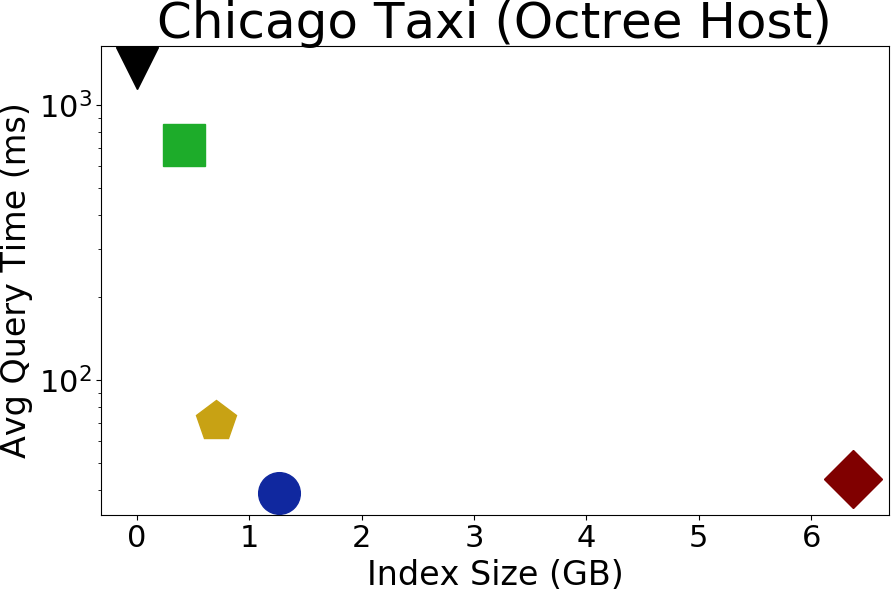 Chicago Taxi (Octree Host)
Avg Query Time (ms)
10³
10²
0 1 2 3 4 5 6
Index Size (GB)